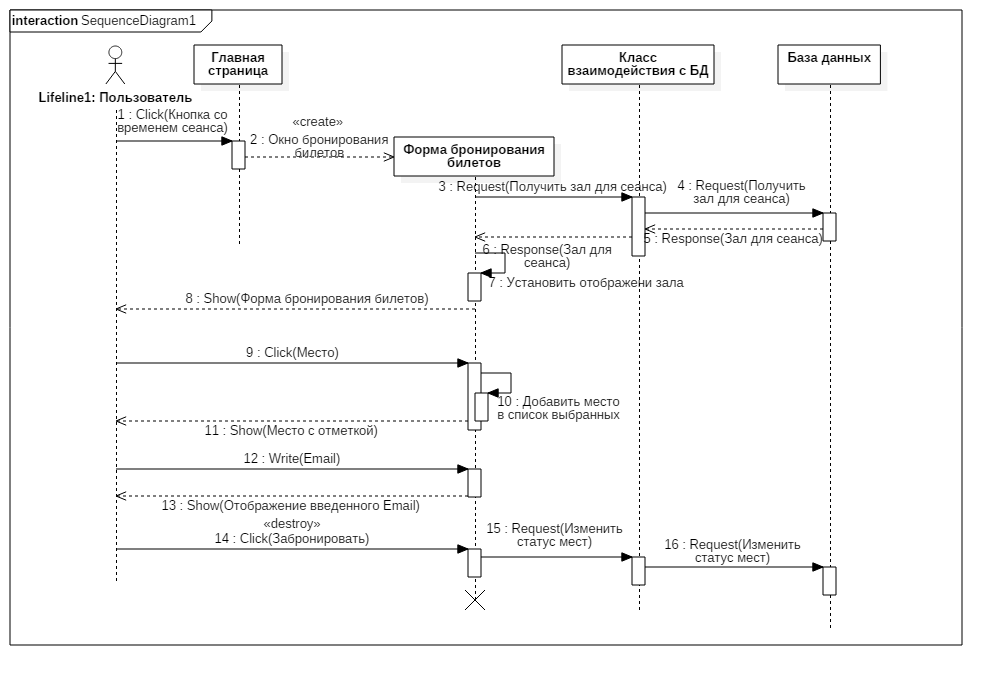 interaction SequenceDiagram1
Главная
страница
Класс
взаимодействия с БД
База данных
Lifeline1: Пользователь
1 : Click(Кнопка со
временем сеанса)
«create»
2 : Окно бронирования
билетов
Форма бронирования
билетов
3 : Request(Получить зал для сеанса)
4 : Request(Получить
зал для сеанса)
5 : Response(Зал для сеанса)
6 : Response(Зал для
сеанса)
7 : Установить отображени зала
8 : Show(Форма бронирования билетов)
9 : Click(Место)
10 : Добавить место
в список выбранных
11 : Show(Место с отметкой)
12 : Write(Email)
13 : Show(Отображение введенного Email)
«destroy»
14 : Click(Забронировать)
15 : Request(Изменить
статус мест)
16 : Request(Изменить
статус мест)